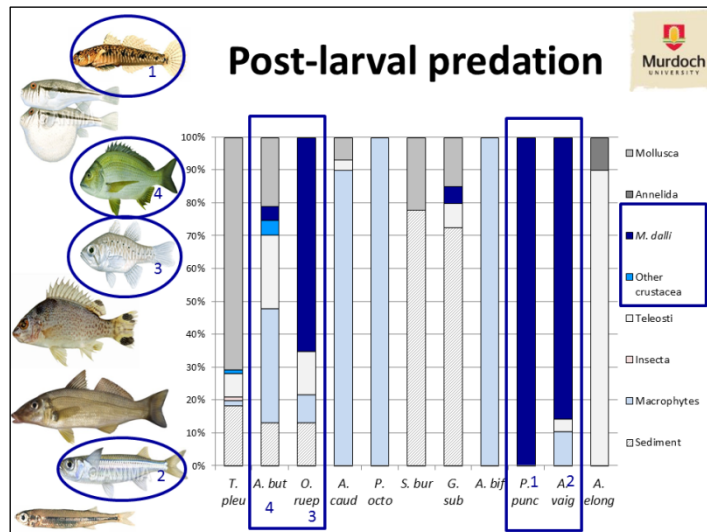 Post-larval predation
Murdoch
UNIVERSITY
1
4
3
2
100%
90%
80%
70%
60%
50%
40%
30%
20%
10%
0%
T. pleu
A. but
O. ruep
A. caud
P. octo
S. bur
G. sub
A. bif
P. punc
A. vaig
A. elong
4
3
1
2
Mollusca
Annelida
M. dalli
Other
crustacea
Teleosti
Insecta
Macrophytes
Sediment